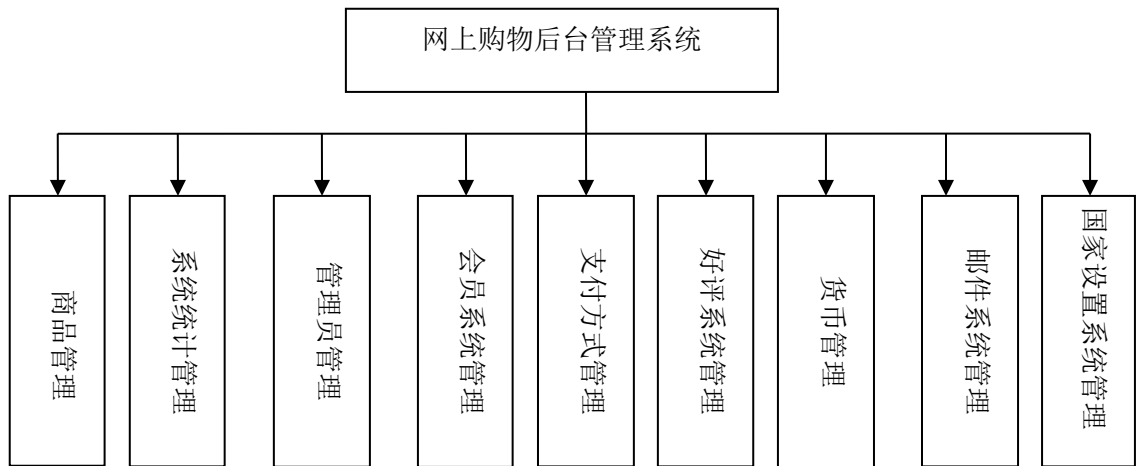 网上购物后台管理系统
商品管理
系统统计管理
管理员管理
会员系统管理
支付方式管理
好评系统管理
货币管理
邮件系统管理
国家设置系统管理